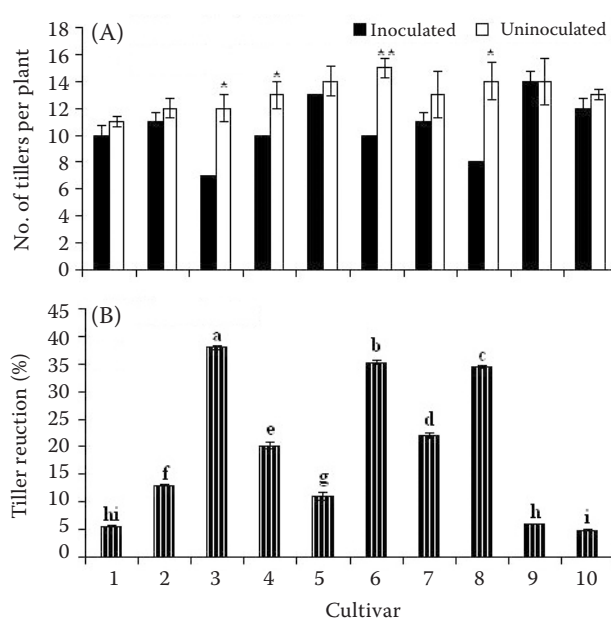 (A)
Inoculated
Uninoculated
No. of tillers per plant
18
16
14
12
10
8
6
4
2
0
*
*
**
*
(B)
Tiller reuction (%)
45
40
35
30
25
20
15
10
5
0
hi
f
a
e
g
b
d
c
h
i
1 2 3 4 5 6 7 8 9 10
Cultivar